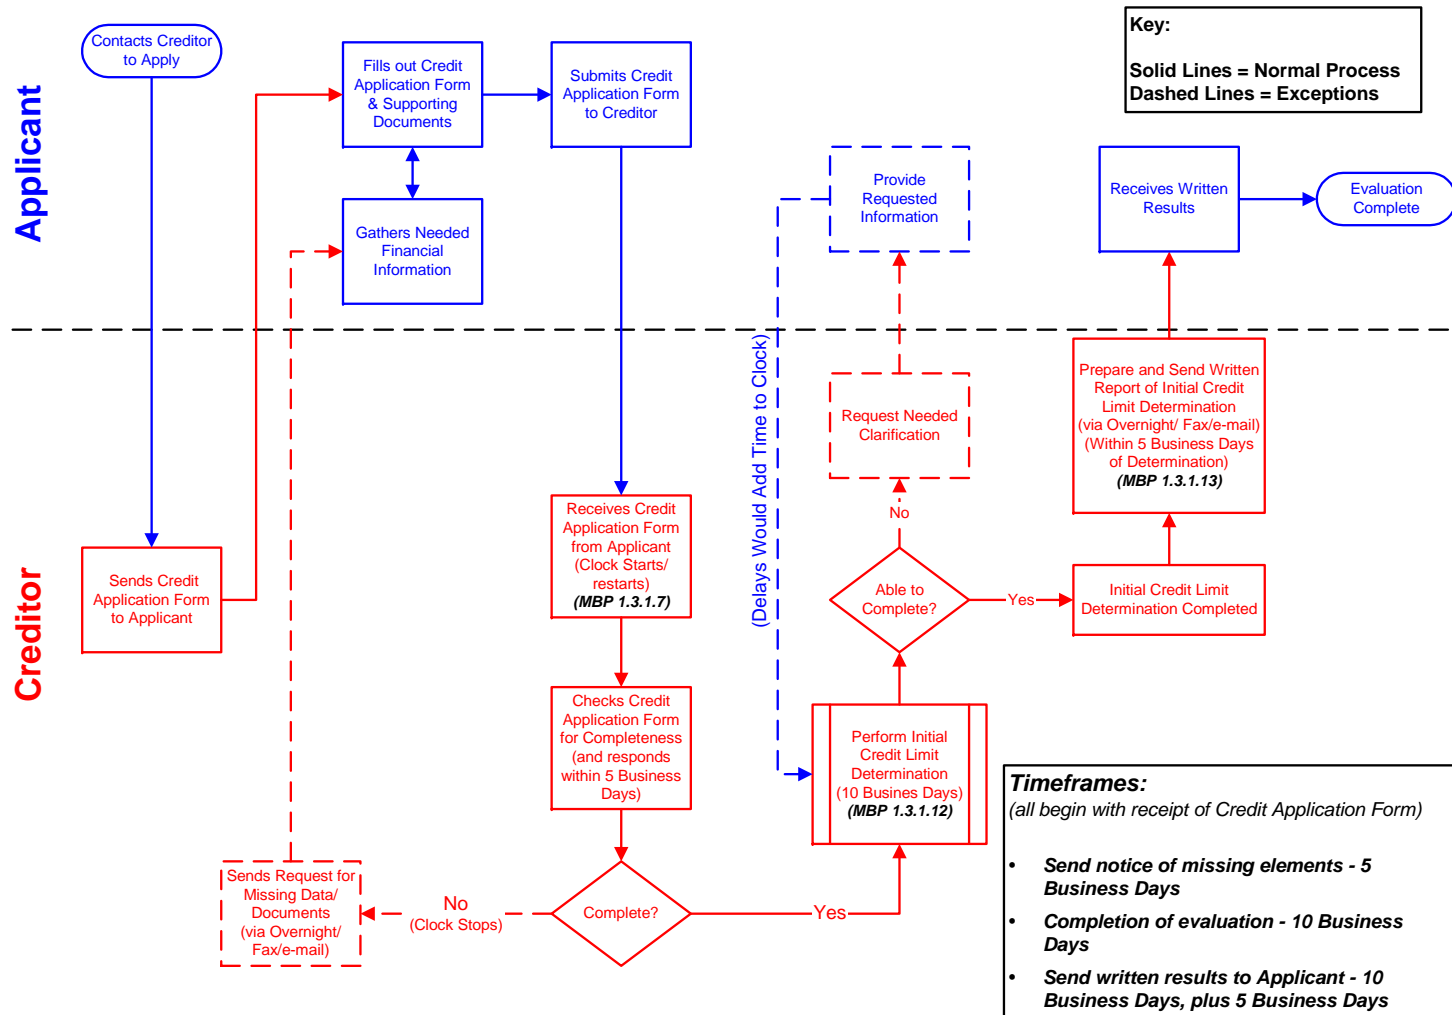 Applicant
Creditor
Contacts Creditor
to Apply
Fills out Credit
Application Form
& Supporting
Documents
Submits Credit
Application Form
to Creditor
Key:
Solid Lines = Normal Process
Dashed Lines = Exceptions
Gathers Needed
Financial
Information
Provide
Requested
Information
Receives Written
Results
Evaluation
Complete
(Delays Would Add Time to Clock)
Request Needed
Clarification
Prepare and Send Written
Report of Initial Credit
Limit Determination
(via Overnight/ Fax/e-mail)
(Within 5 Business Days
of Determination)
(MBP 1.3.1.13)
No
Sends Credit
Application Form
to Applicant
Receives Credit
Application Form
from Applicant
(Clock Starts/
restarts)
(MBP 1.3.1.7)
Able to
Complete?
Yes
Initial Credit Limit
Determination Completed
Checks Credit
Application Form
for Completeness
(and responds
within 5 Business
Days)
Perform Initial
Credit Limit
Determination
(10 Busines Days)
(MBP 1.3.1.12)
Sends Request for
Missing Data/
Documents
(via Overnight/
Fax/e-mail)
No
(Clock Stops)
Complete?
Yes
Timeframes:
(all begin with receipt of Credit Application Form)
• Send notice of missing elements - 5
Business Days
• Completion of evaluation - 10 Business
Days
• Send written results to Applicant - 10
Business Days, plus 5 Business Days